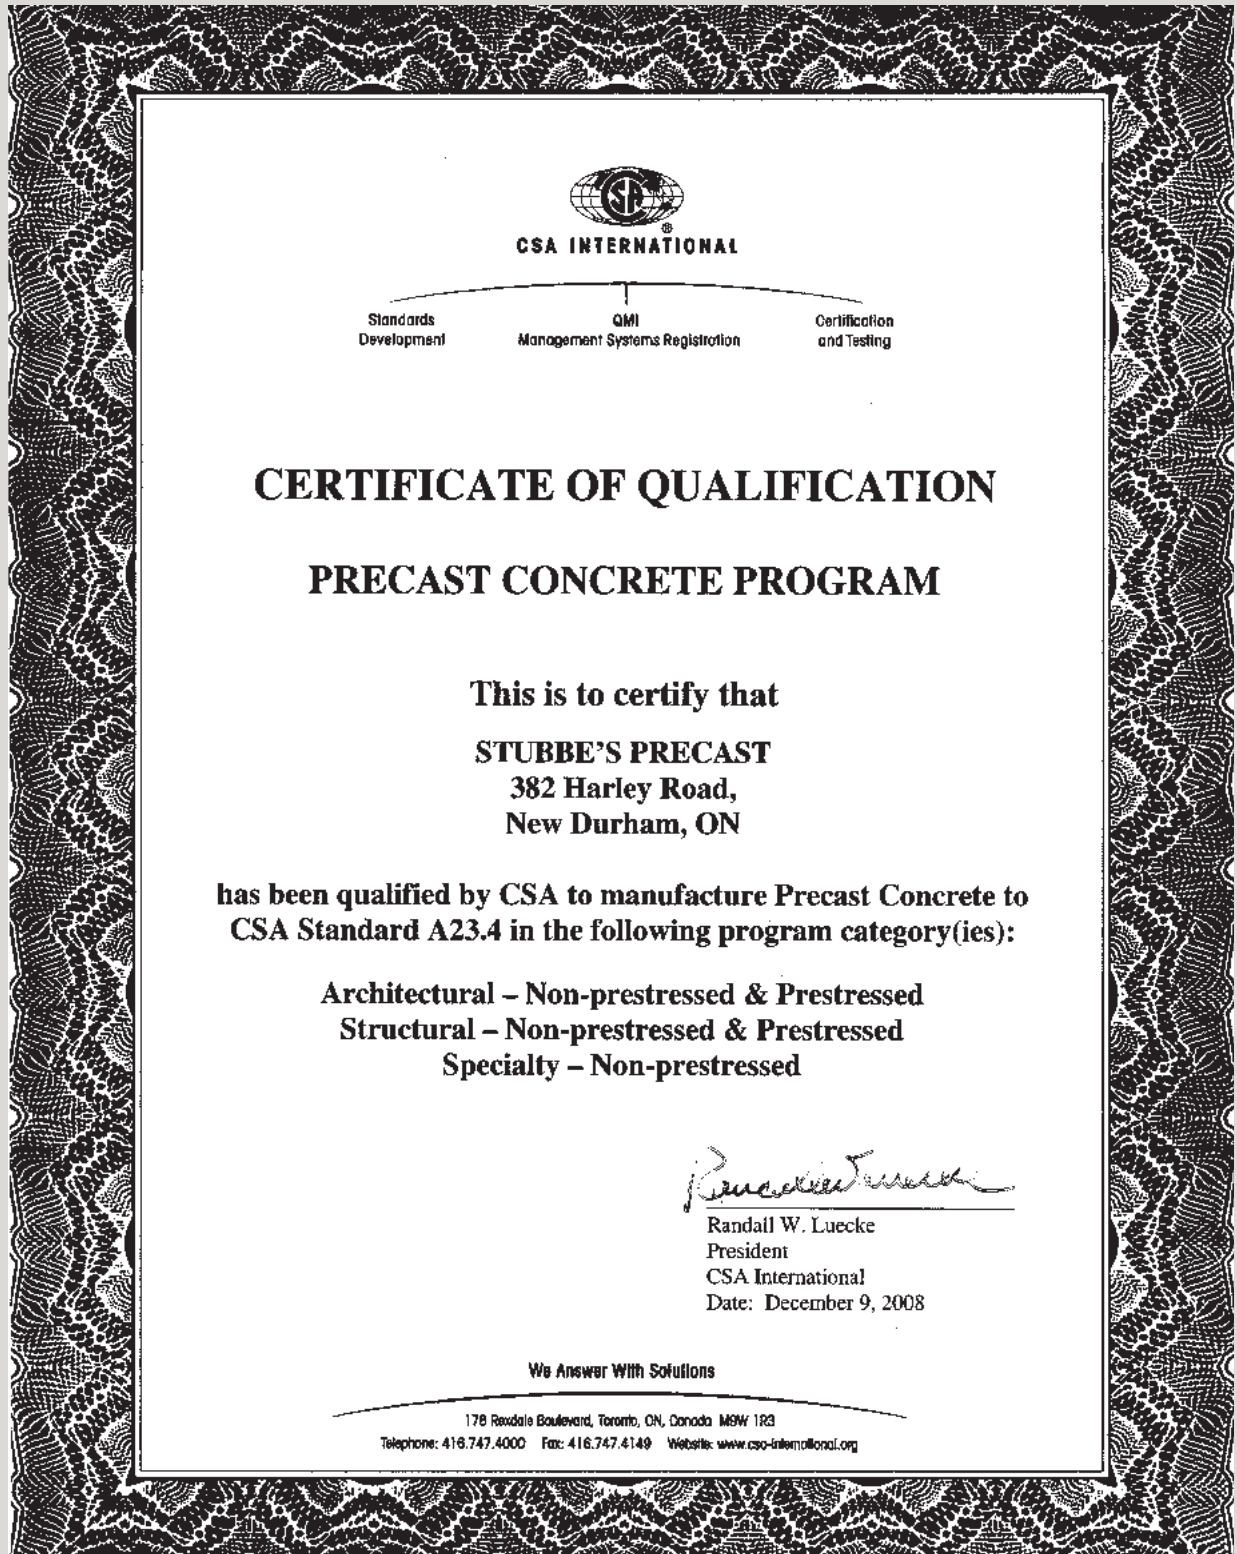 CSA
®
CSA INTERNATIONAL
Standards
Development
QMI
Management Systems Registration
Certification
and Testing
CERTIFICATE OF QUALIFICATION
PRECAST CONCRETE PROGRAM
This is to certify that
STUBBE'S PRECAST
382 Harley Road,
New Durham, ON
has been qualified by CSA to manufacture Precast Concrete to
CSA Standard A23.4 in the following program category(ies):
Architectural – Non-prestressed & Prestressed
Structural – Non-prestressed & Prestressed
Specialty – Non-prestressed
Randall W. Luecke
Randall W. Luecke
President
CSA International
Date: December 9, 2008
We Answer With Solutions
178 Rexdale Boulevard, Toronto, ON, Canada M9W 1R3
Telephone: 416.747.4000 Fax: 416.747.4149 Website: www.csa-international.org